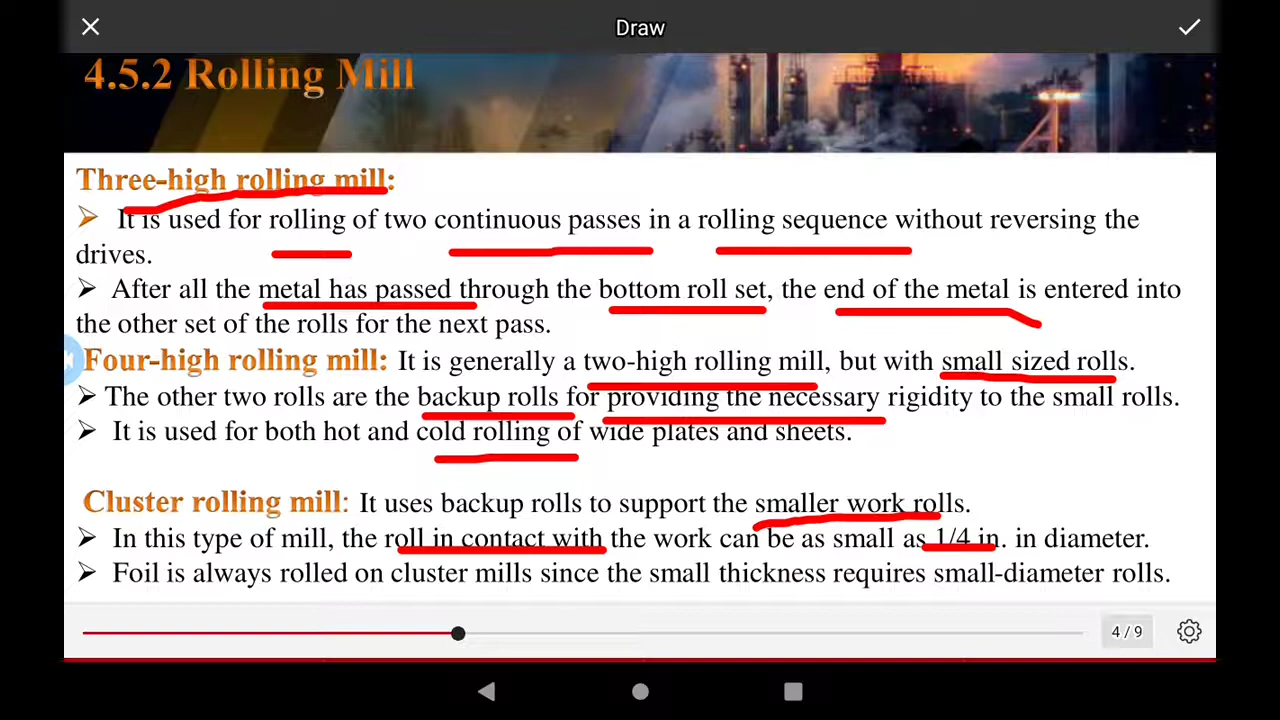 Draw
4.5.2 Rolling Mill
Three-high rolling mill:
➢ It is used for rolling of two continuous passes in a rolling sequence without reversing the
drives.
➢ After all the metal has passed through the bottom roll set, the end of the metal is entered into
the other set of the rolls for the next pass.
Four-high rolling mill: It is generally a two-high rolling mill, but with small sized rolls.
➢ The other two rolls are the backup rolls for providing the necessary rigidity to the small rolls.
➢ It is used for both hot and cold rolling of wide plates and sheets.
Cluster rolling mill: It uses backup rolls to support the smaller work rolls.
➢ In this type of mill, the roll in contact with the work can be as small as 1/4 in. in diameter.
➢ Foil is always rolled on cluster mills since the small thickness requires small-diameter rolls.
4 / 9